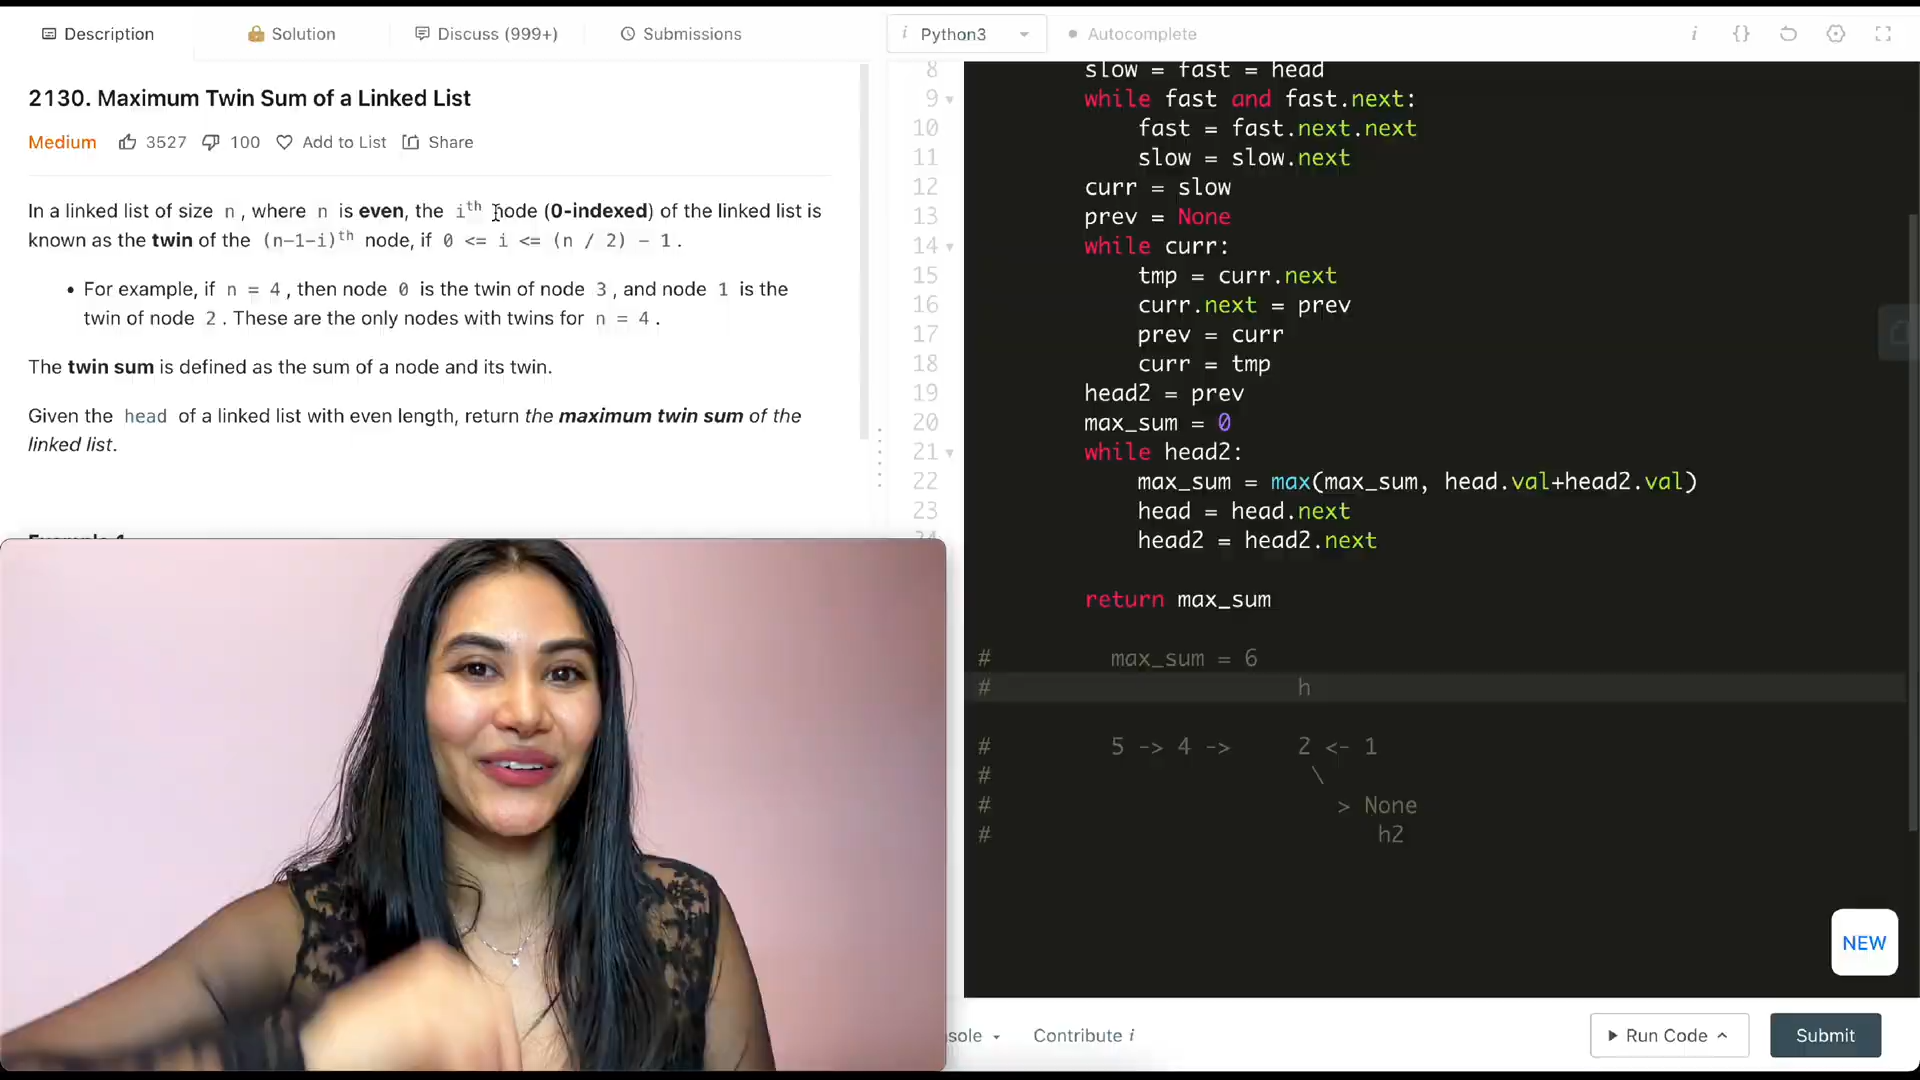 Description
Solution
Discuss (999+)
Submissions
i Python3
Autocomplete
i {}
2130. Maximum Twin Sum of a Linked List
Medium 3527 100 Add to List Share
In a linked list of size n, where n is even, the ith node (0-indexed) of the linked list is
known as the twin of the (n-1-i)th node, if 0 <= i <= (n / 2) - 1.
• For example, if n = 4, then node 0 is the twin of node 3, and node 1 is the
twin of node 2. These are the only nodes with twins for n = 4.
The twin sum is defined as the sum of a node and its twin.
Given the head of a linked list with even length, return the maximum twin sum of the
linked list.
Example 1
8 slow = fast = head
9 while fast and fast.next:
10 fast = fast.next.next
11 slow = slow.next
12 curr = slow
13 prev = None
14 while curr:
15 tmp = curr.next
16 curr.next = prev
17 prev = curr
18 curr = tmp
19 head2 = prev
20 max_sum = 0
21 while head2:
22 max_sum = max(max_sum, head.val+head2.val)
23 head = head.next
24 head2 = head2.next
return max_sum
# max_sum = 6
# h
# 5 -> 4 -> 2 <- 1
# \
# > None
# h2
NEW
sole
Contribute i
Run Code
Submit